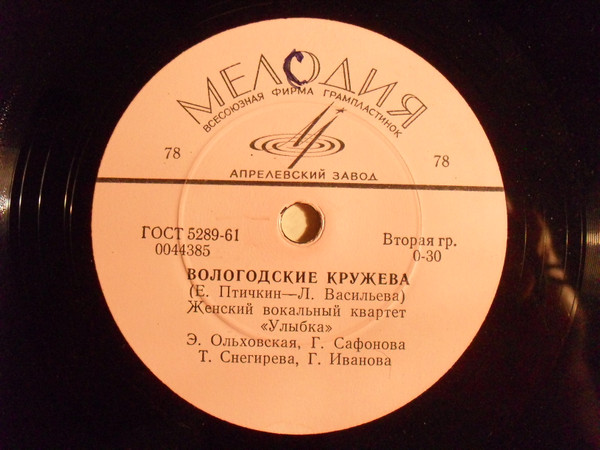 МЕЛОДИЯ
ВСЕСОЮЗНАЯ ФИРМА ГРАМПЛАСТИНОК
78 78
АПРЕЛЕВСКИЙ ЗАВОД
ГОСТ 5289-61 Вторая гр.
0044385 0-30
ВОЛОГОДСКИЕ КРУЖЕВА
(Е. Птичкин—Л. Васильева)
Женский вокальный квартет
«Улыбка»
Э. Ольховская, Г. Сафонова
Т. Снегирева, Г. Иванова